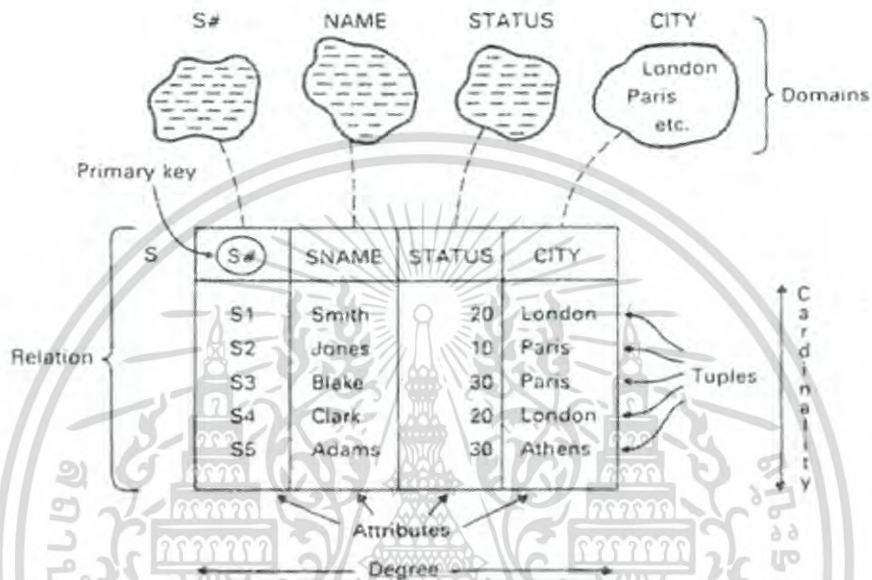 S# NAME STATUS CITY
London
Paris
etc.
Domains
Primary key
S S# SNAME STATUS CITY
S1 Smith 20 London
S2 Jones 10 Paris
S3 Blake 30 Paris
S4 Clark 20 London
S5 Adams 30 Athens
Relation
Tuples
Cardinality
Attributes
Degree